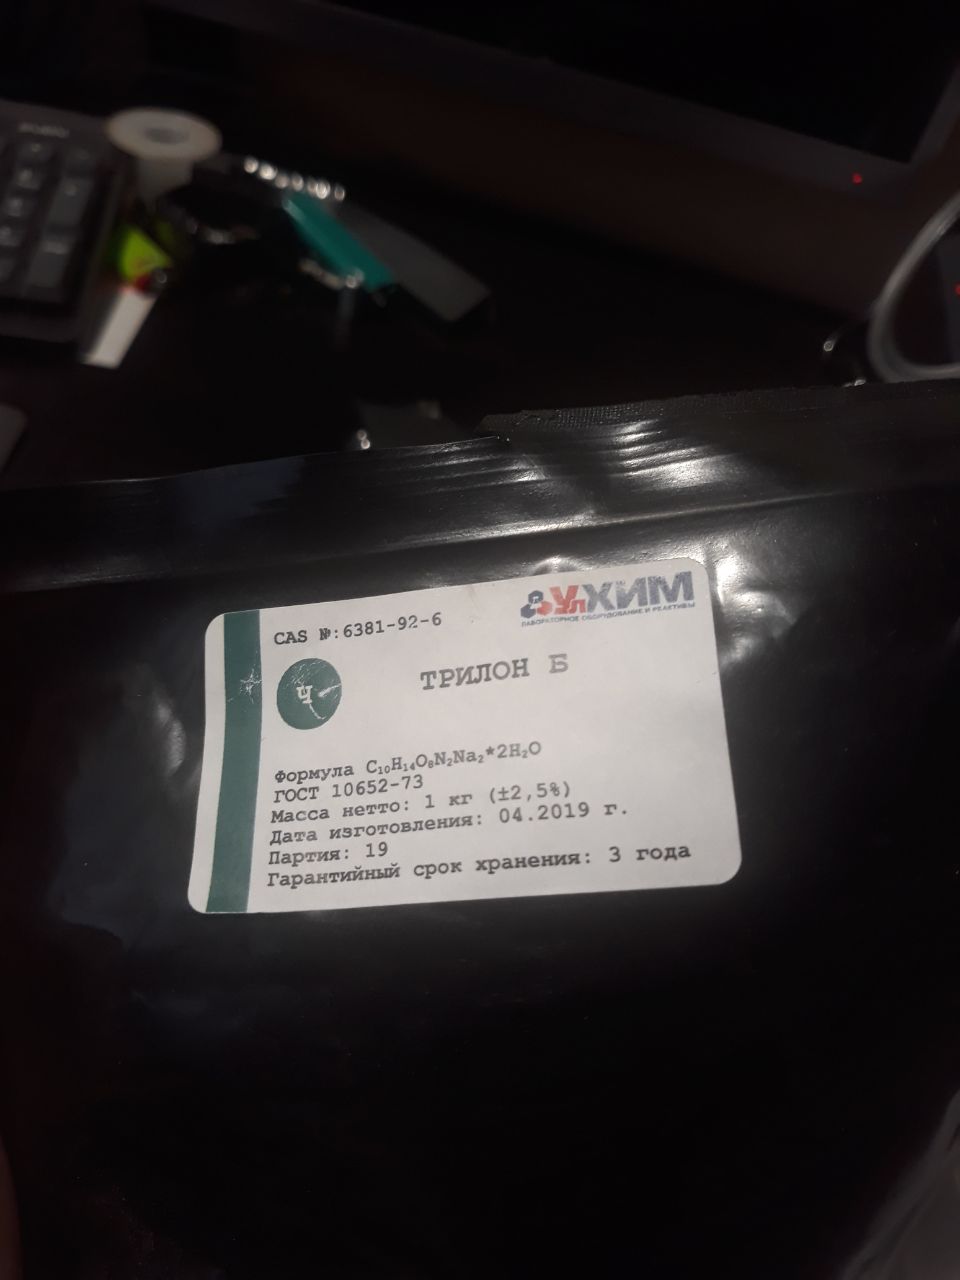 CAS №:6381-92-6
УлХИМ
ЛАБОРАТОРНОЕ ОБОРУДОВАНИЕ И РЕАКТИВЫ
Ч
ТРИЛОН Б
Формула C₁₀H₁₄O₈N₂Na₂*2H₂O
ГОСТ 10652-73
Масса нетто: 1 кг (±2,5%)
Дата изготовления: 04.2019 г.
Партия: 19
Гарантийный срок хранения: 3 года